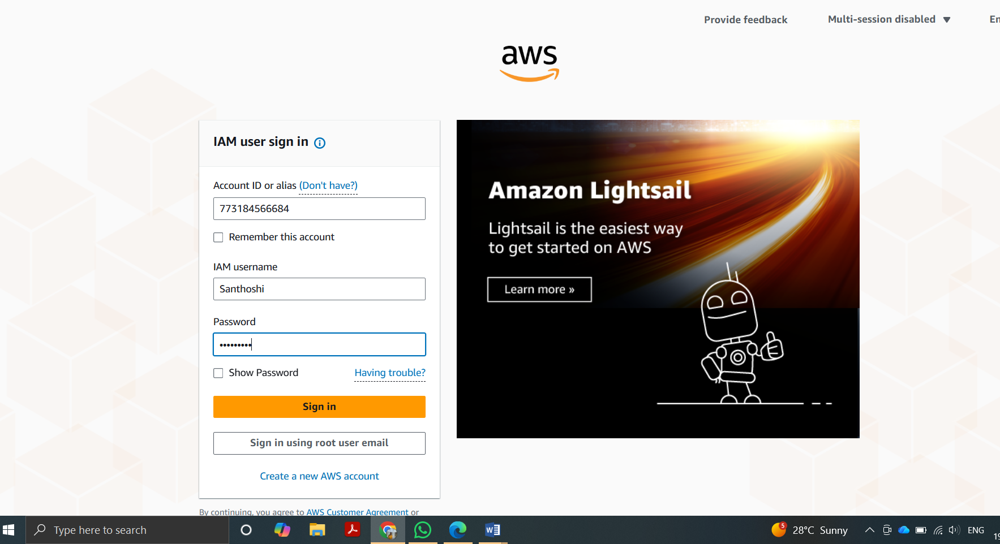 Provide feedback
Multi-session disabled
En
aws
IAM user sign in
Account ID or alias (Don't have?)
773184566684
Remember this account
IAM username
Santhoshi
Password
•••••••••
Show Password
Having trouble?
Sign in
Sign in using root user email
Create a new AWS account
By continuing, you agree to AWS Customer Agreement or
Amazon Lightsail
Lightsail is the easiest way
to get started on AWS
Learn more »
Type here to search
5
28°C Sunny
ENG
19